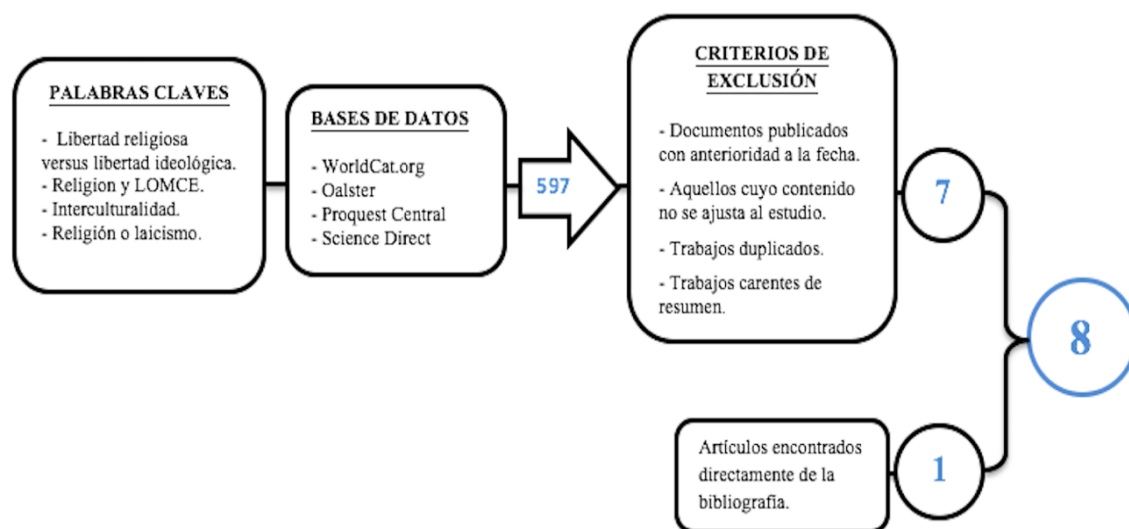 PALABRAS CLAVES
- Libertad religiosa
versus libertad ideológica.
- Religion y LOMCE.
- Interculturalidad.
- Religión o laicismo.
BASES DE DATOS
- WorldCat.org
- Oalster
- Proquest Central
- Science Direct
597
CRITERIOS DE
EXCLUSIÓN
- Documentos publicados
con anterioridad a la fecha.
- Aquellos cuyo contenido
no se ajusta al estudio.
- Trabajos duplicados.
- Trabajos carentes de
resumen.
7
8
Artículos encontrados
directamente de la
bibliografía.
1